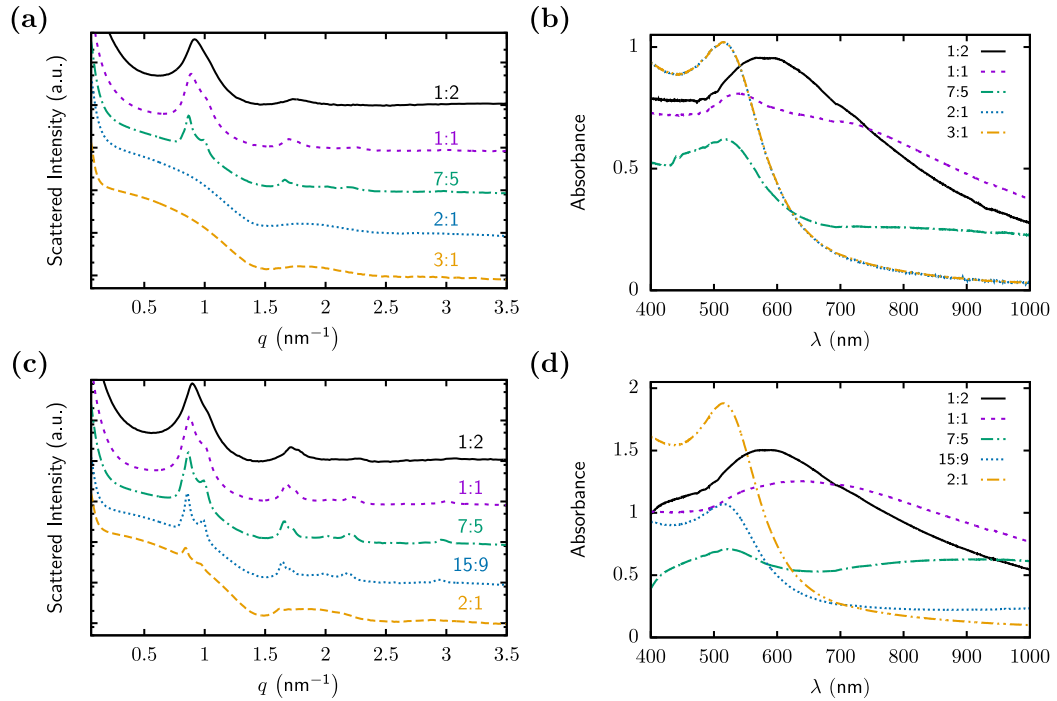 (a)
Scattered Intensity (a.u.)
1:2
1:1
7:5
2:1
3:1
0.5 1 1.5 2 2.5 3 3.5
q (nm−1)
(b)
Absorbance
1
0.5
0
1:2
1:1
7:5
2:1
3:1
400 500 600 700 800 900 1000
λ (nm)
(c)
Scattered Intensity (a.u.)
1:2
1:1
7:5
15:9
2:1
0.5 1 1.5 2 2.5 3 3.5
q (nm−1)
(d)
Absorbance
2
1.5
1
0.5
0
1:2
1:1
7:5
15:9
2:1
400 500 600 700 800 900 1000
λ (nm)